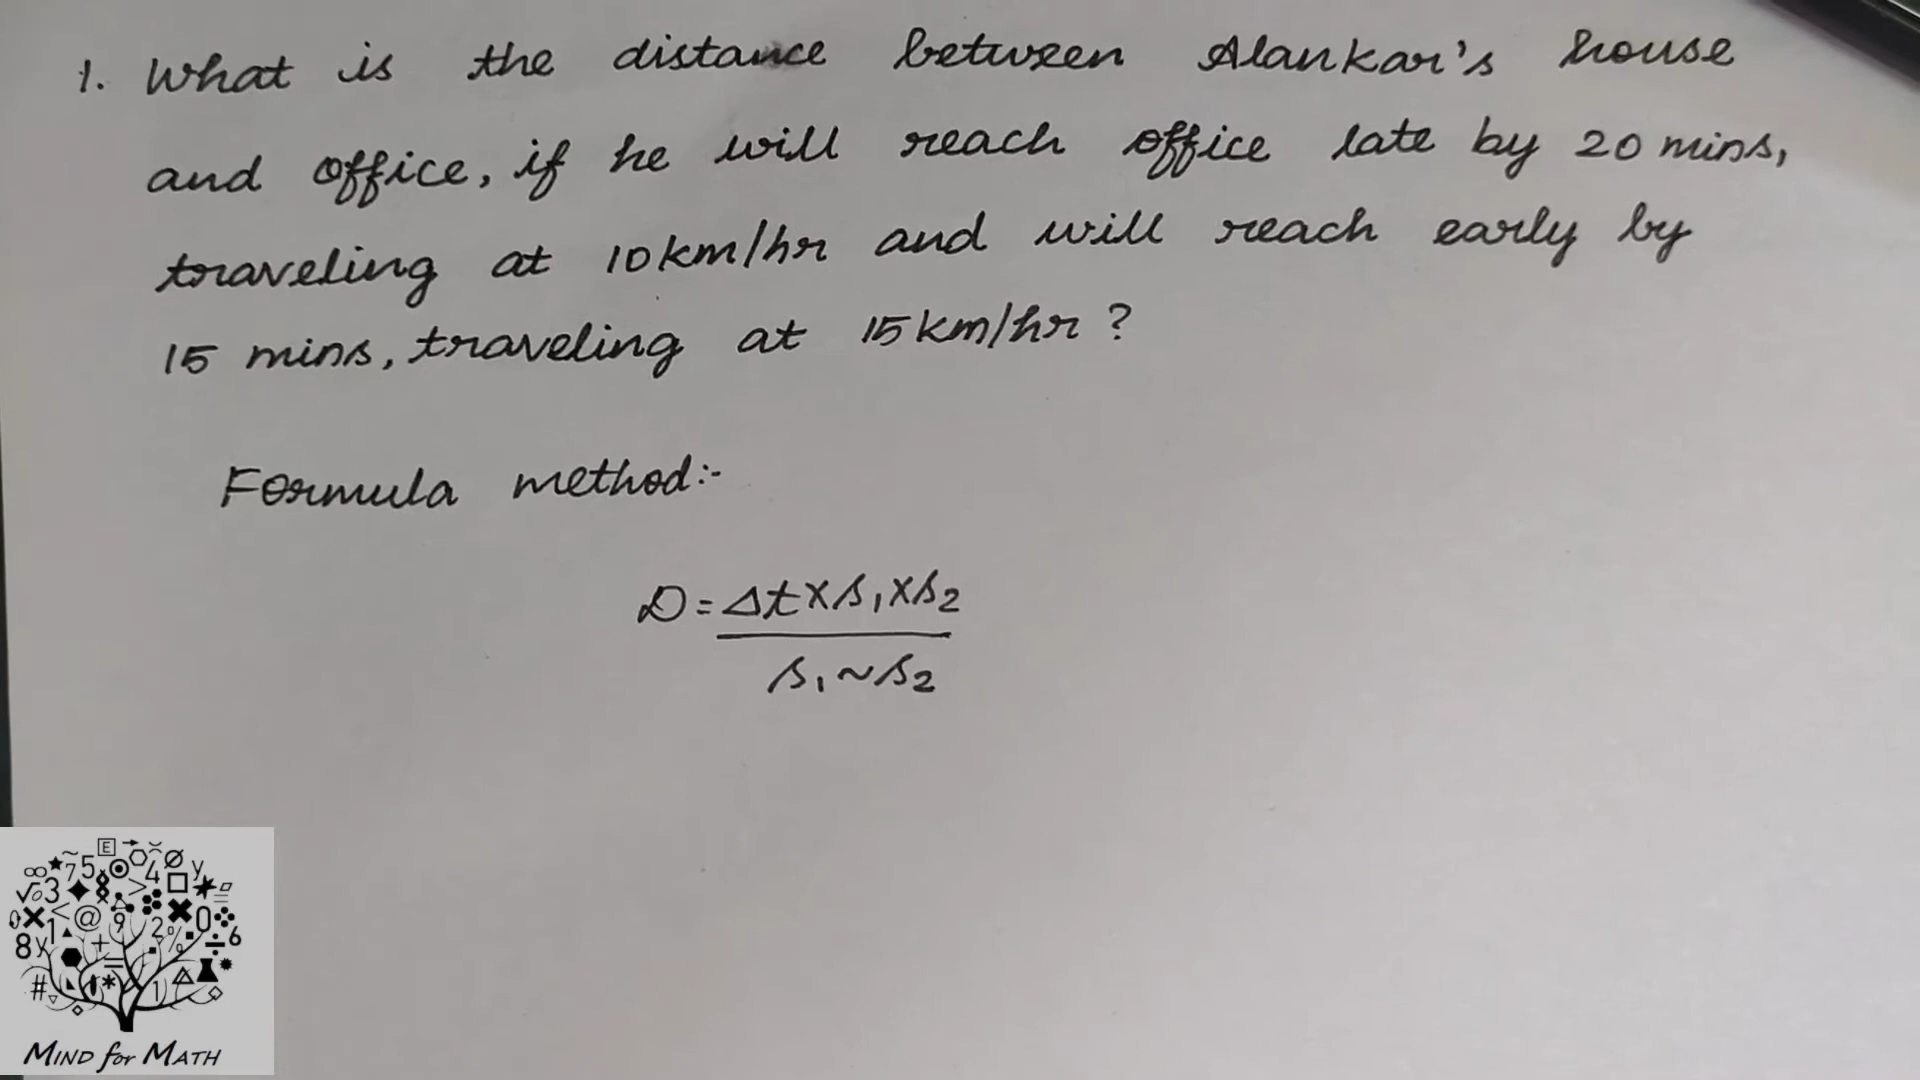 1. What is the distance between Alankar's house
and office, if he will reach office late by 20 mins,
traveling at 10km/hr and will reach early by
15 mins, traveling at 15km/hr ?
Formula method:-
D = Δt×s₁×s₂
s₁~s₂
MIND for MATH